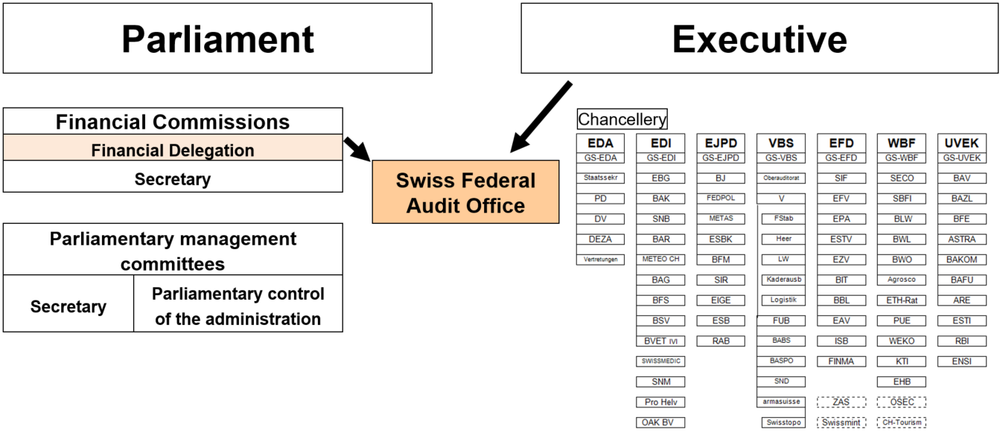 Parliament
Executive
Financial Commissions
Financial Delegation
Secretary
Parliamentary management
committees
Secretary
Parliamentary control
of the administration
Swiss Federal
Audit Office
Chancellery
EDA
GS-EDA
Staatssekr
PD
DV
DEZA
Vertretungen
EDI
GS-EDI
EBG
BAK
SNB
BAR
METEO CH
BAG
BFS
BSV
BVET IVI
SWISSMEDIC
SNM
Pro Helv
OAK BV
EJPD
GS-EJPD
BJ
FEDPOL
METAS
ESBK
BFM
SIR
EIGE
ESB
RAB
VBS
GS-VBS
Oberauditorat
V
FStab
Heer
LW
Kaderausb
Logistik
FUB
BABS
BASPO
SND
armasuisse
Swisstopo
EFD
GS-EFD
SIF
EFV
EPA
ESTV
EZV
BIT
BBL
EAV
ISB
FINMA
ZAS
Swissmint
WBF
GS-WBF
SECO
SBFI
BLW
BWL
BWO
Agrosco
ETH-Rat
PUE
WEKO
KTI
EHB
OSEC
CH-Tourism
UVEK
GS-UVEK
BAV
BAZL
BFE
ASTRA
BAKOM
BAFU
ARE
ESTI
RBI
ENSI